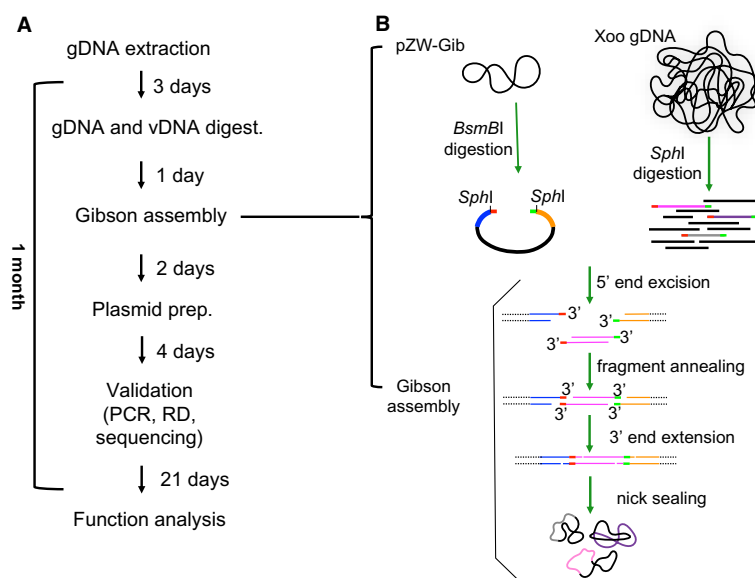 A
gDNA extraction
3 days
gDNA and vDNA digest.
1 day
Gibson assembly
2 days
Plasmid prep.
4 days
Validation
(PCR, RD,
sequencing)
21 days
Function analysis
1 month
B
pZW-Gib
Xoo gDNA
BsmBI
digestion
SphI
digestion
SphI
SphI
5’ end excision
3’
3’
3’
fragment annealing
Gibson
assembly
3’
3’
3’
3’
3’ end extension
nick sealing